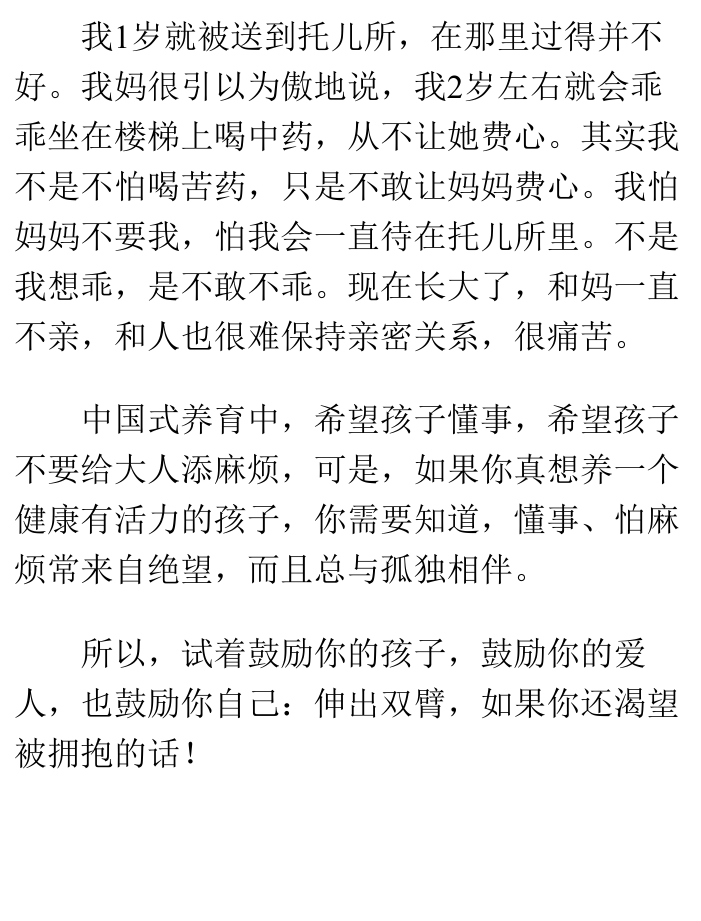 我1岁就被送到托儿所，在那里过得并不
好。我妈很引以为傲地说，我2岁左右就会乖
乖坐在楼梯上喝中药，从不让她费心。其实我
不是不怕喝苦药，只是不敢让妈妈费心。我怕
妈妈不要我，怕我会一直待在托儿所里。不是
我想乖，是不敢不乖。现在长大了，和妈一直
不亲，和人也很难保持亲密关系，很痛苦。
中国式养育中，希望孩子懂事，希望孩子
不要给大人添麻烦，可是，如果你真想养一个
健康有活力的孩子，你需要知道，懂事、怕麻
烦常来自绝望，而且总与孤独相伴。
所以，试着鼓励你的孩子，鼓励你的爱
人，也鼓励你自己：伸出双臂，如果你还渴望
被拥抱的话！